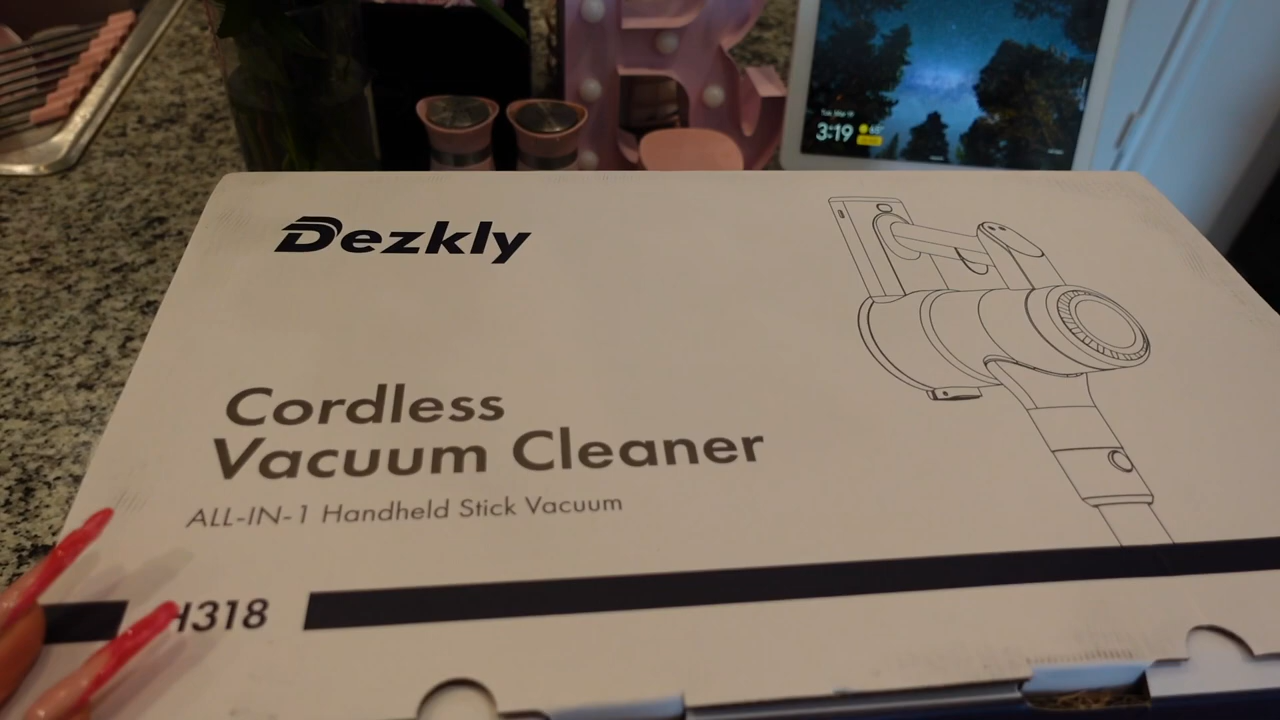 3:19
Dezkly
Cordless
Vacuum Cleaner
ALL-IN-1 Handheld Stick Vacuum
H318